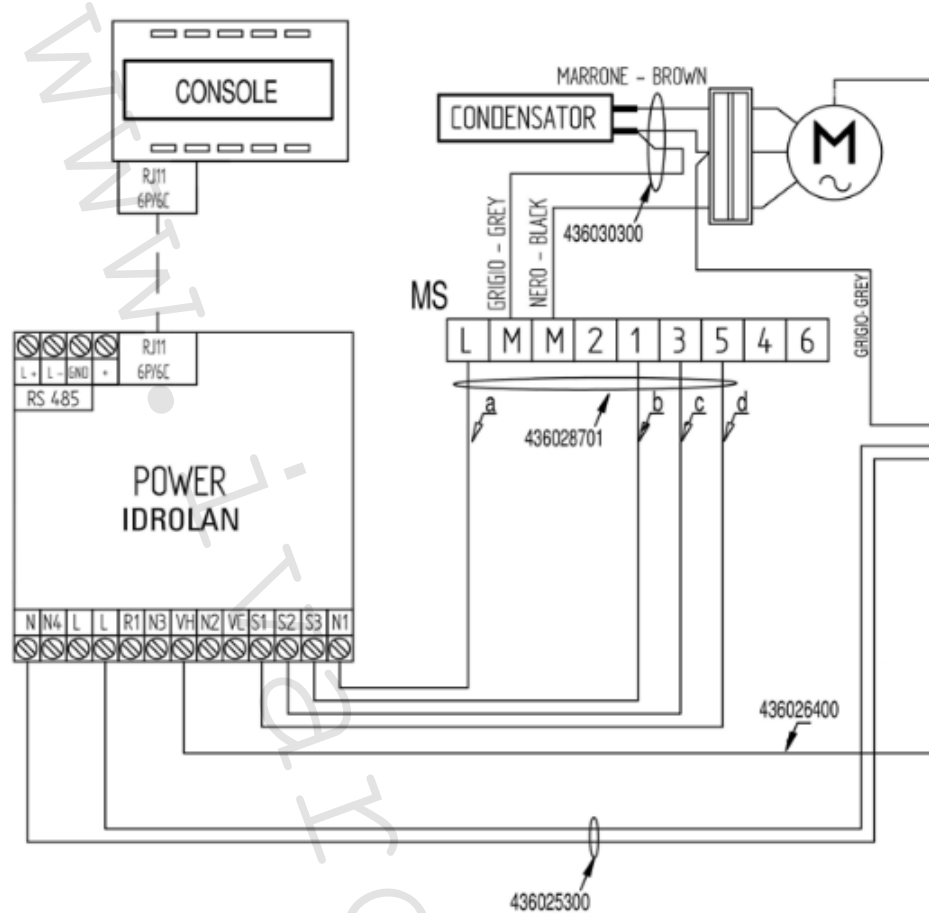 CONSOLE
RJ11
6P/6C
MARRONE - BROWN
CONDENSATOR
M
436030300
GRIGIO - GREY
NERO - BLACK
GRIGIO- GREY
MS
L M M 2 1 3 5 4 6
a b c d
436028701
RJ11
6P/6C
L + L - GND +
RS 485
POWER
IDROLAN
N N4 L L R1 N3 VH N2 VC S1 S2 S3 N1
436026400
436025300
www.ivar